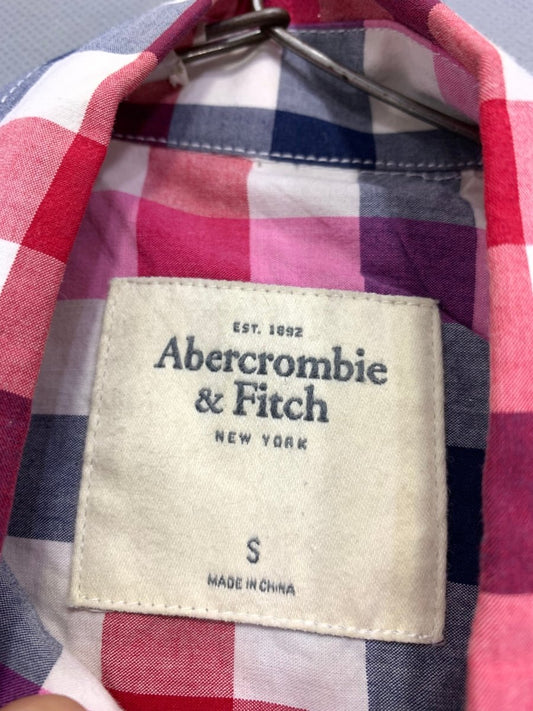 EST. 1892
Abercrombie
& Fitch
NEW YORK
S
MADE IN CHINA